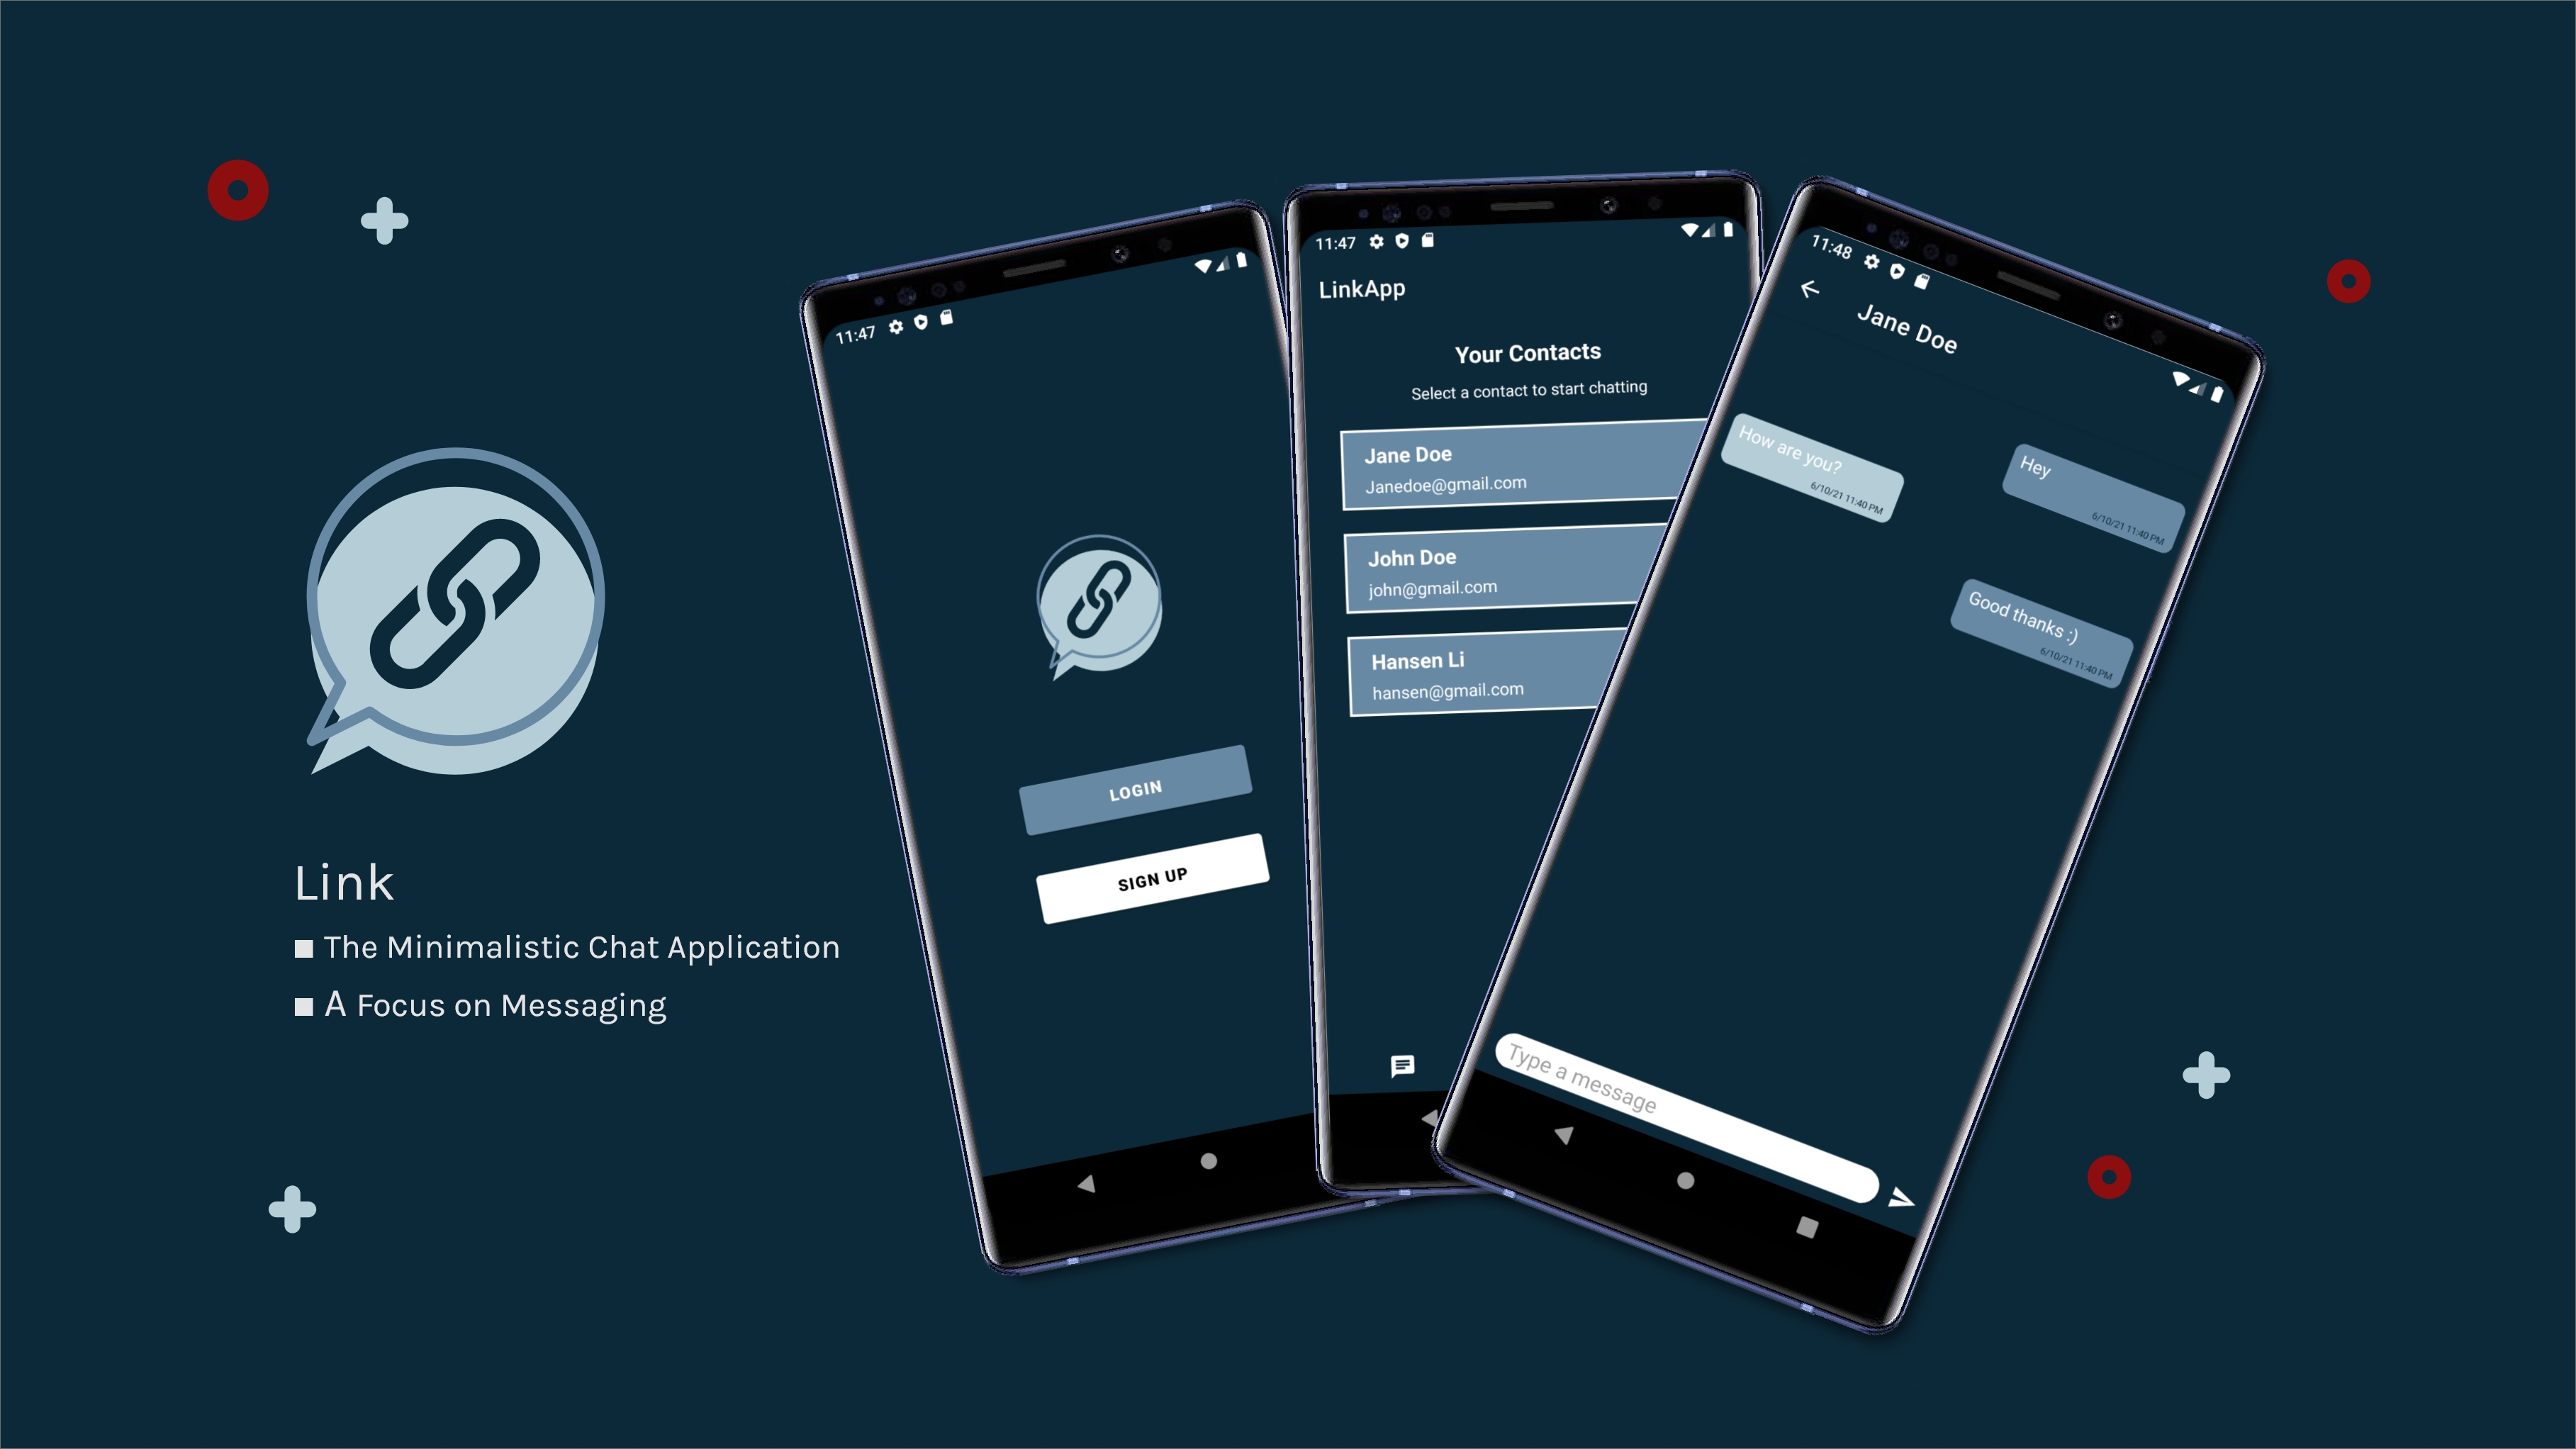 Link
The Minimalistic Chat Application
A Focus on Messaging
11:47
LOGIN
SIGN UP
11:47
LinkApp
Your Contacts
Select a contact to start chatting
Jane Doe
Janedoe@gmail.com
John Doe
john@gmail.com
Hansen Li
hansen@gmail.com
11:48
Jane Doe
Hey
6/10/21 11:40 PM
How are you?
6/10/21 11:40 PM
Good thanks :)
6/10/21 11:40 PM
Type a message